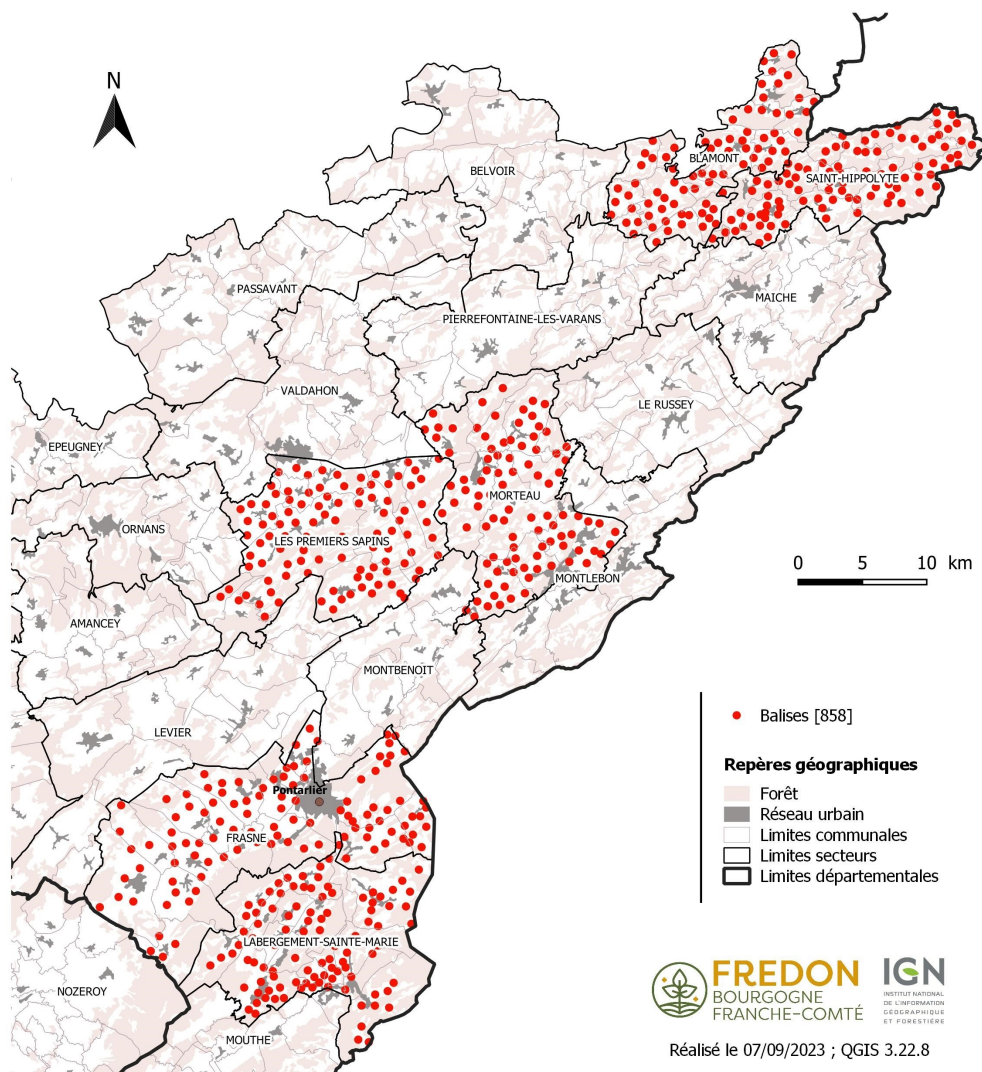 N
BLAMONT
BELVOIR
SAINT-HIPPOLYTE
PASSAVANT
MAICHE
PIERREFONTAINE-LES-VARANS
VALDAHON
LE RUSSEY
EPEUGNEY
MORTEAU
ORNANS
LES PREMIERS SAPINS
0 5 10 km
MONTLEBON
AMANCEY
MONTBENOIT
LEVIER
Balises [858]
Repères géographiques
Pontarlier
Forêt
Réseau urbain
FRASNE
Limites communales
Limites secteurs
Limites départementales
LABERGEMENT-SAINTE-MARIE
NOZEROY
MOUTHE
FREDON
BOURGOGNE
FRANCHE-COMTÉ
IGN
INSTITUT NATIONAL
DE L'INFORMATION
GÉOGRAPHIQUE
ET FORESTIÈRE
Réalisé le 07/09/2023 ; QGIS 3.22.8